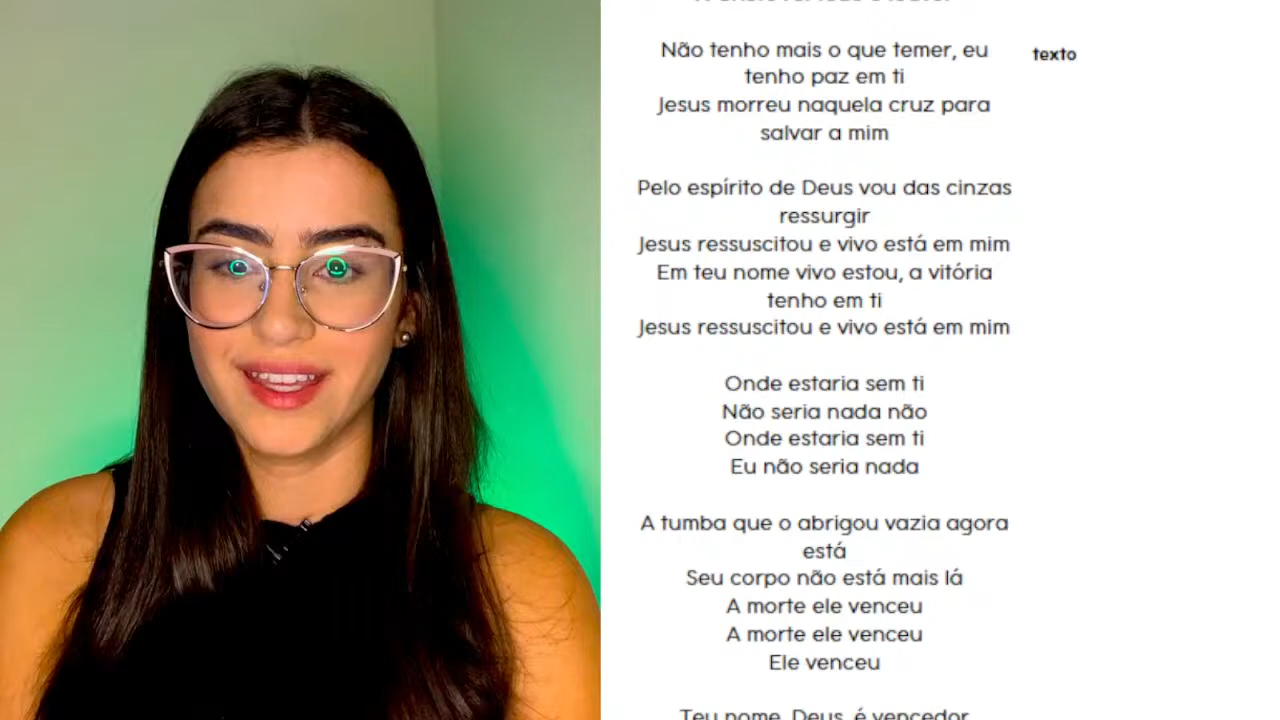 Não tenho mais o que temer, eu
tenho paz em ti
Jesus morreu naquela cruz para
salvar a mim
texto
Pelo espírito de Deus vou das cinzas
ressurgir
Jesus ressuscitou e vivo está em mim
Em teu nome vivo estou, a vitória
tenho em ti
Jesus ressuscitou e vivo está em mim
Onde estaria sem ti
Não seria nada não
Onde estaria sem ti
Eu não seria nada
A tumba que o abrigou vazia agora
está
Seu corpo não está mais lá
A morte ele venceu
A morte ele venceu
Ele venceu
Teu nome, Deus, é vencedor